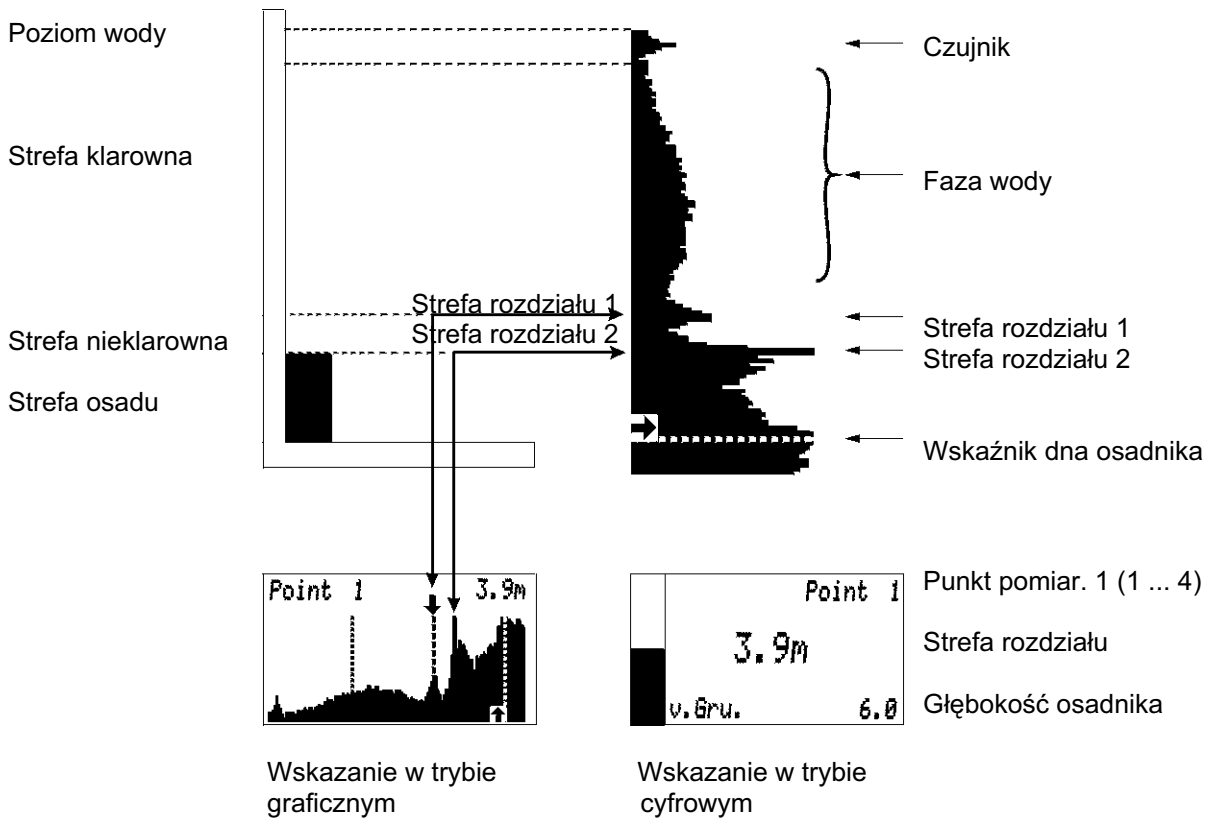 Poziom wody
Czujnik
Strefa klarowna
Faza wody
Strefa rozdziału 1
Strefa rozdziału 2
Strefa rozdziału 1
Strefa rozdziału 2
Strefa nieklarowna
Strefa osadu
Wskaźnik dna osadnika
Point 1 3.9m
Point 1
3.9m
v.Gru. 6.0
Punkt pomiar. 1 (1 ... 4)
Strefa rozdziału
Głębokość osadnika
Wskazanie w trybie
graficznym
Wskazanie w trybie
cyfrowym